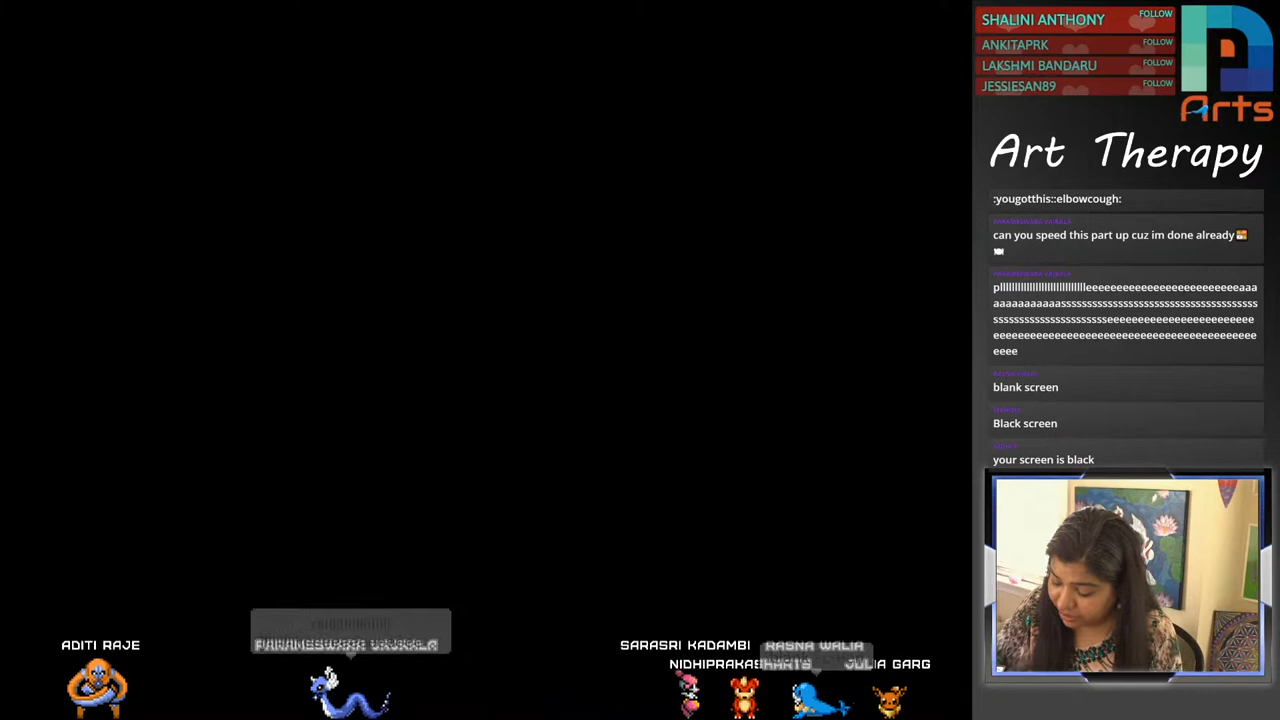 SHALINI ANTHONY FOLLOW
ANKITAPRK FOLLOW
LAKSHMI BANDARU FOLLOW
JESSIESAN89 FOLLOW
Arts
Art Therapy
:yougotthis::elbowcough:
can you speed this part up cuz im done already
blank screen
Black screen
your screen is black
ADITI RAJE
SARASRI KADAMBI RASNA WALIA
JULIA GARG